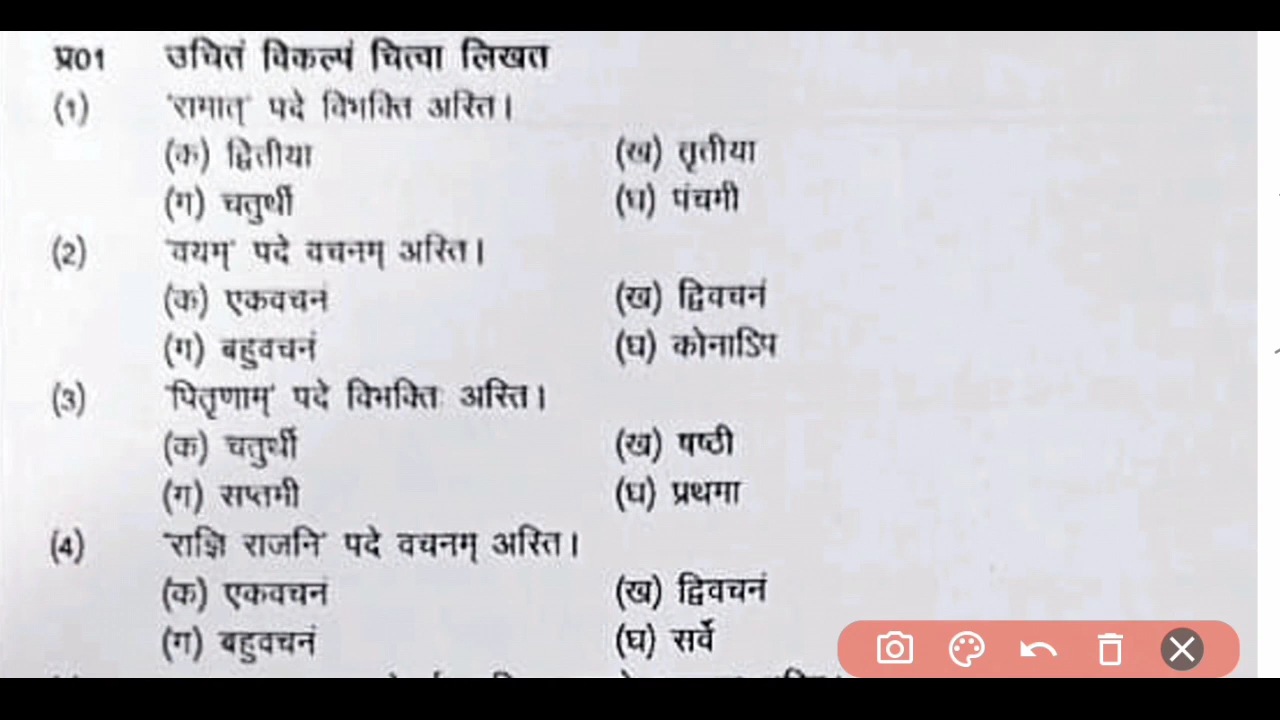 प्र01 उचितं विकल्पं चित्वा लिखत
(1) 'रामात्' पदे विभक्ति अस्ति।
(क) द्वितीया (ख) तृतीया
(ग) चतुर्थी (घ) पंचमी
(2) 'वयम्' पदे वचनम् अस्ति।
(क) एकवचनं (ख) द्विवचनं
(ग) बहुवचनं (घ) कोनाऽपि
(3) 'पितृणाम्' पदे विभक्तिः अस्ति।
(क) चतुर्थी (ख) षष्ठी
(ग) सप्तमी (घ) प्रथमा
(4) 'राज्ञि राजनि' पदे वचनम् अस्ति।
(क) एकवचनं (ख) द्विवचनं
(ग) बहुवचनं (घ) सर्वे